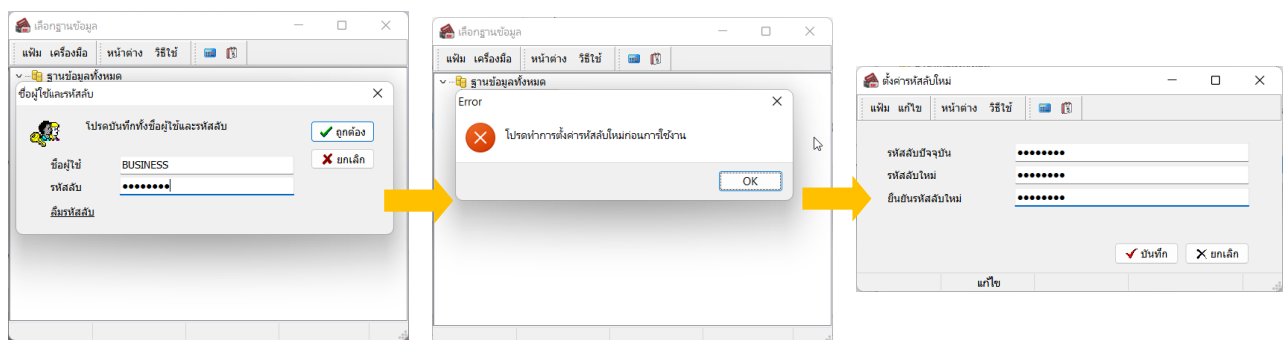 เลือกฐานข้อมูล
แฟ้ม เครื่องมือ หน้าต่าง วิธีใช้
ฐานข้อมูลทั้งหมด
ชื่อผู้ใช้และรหัสลับ
โปรดบันทึกทั้งชื่อผู้ใช้และรหัสลับ
ถูกต้อง
ชื่อผู้ใช้ BUSINESS
ยกเลิก
รหัสลับ ••••••••
ลืมรหัสลับ
เลือกฐานข้อมูล
แฟ้ม เครื่องมือ หน้าต่าง วิธีใช้
ฐานข้อมูลทั้งหมด
Error
โปรดทำการตั้งค่ารหัสลับใหม่ก่อนการใช้งาน
OK
ตั้งค่ารหัสลับใหม่
แฟ้ม แก้ไข หน้าต่าง วิธีใช้
รหัสลับปัจจุบัน ••••••••
รหัสลับใหม่ ••••••••
ยืนยันรหัสลับใหม่ ••••••••
บันทึก ยกเลิก
แก้ไข